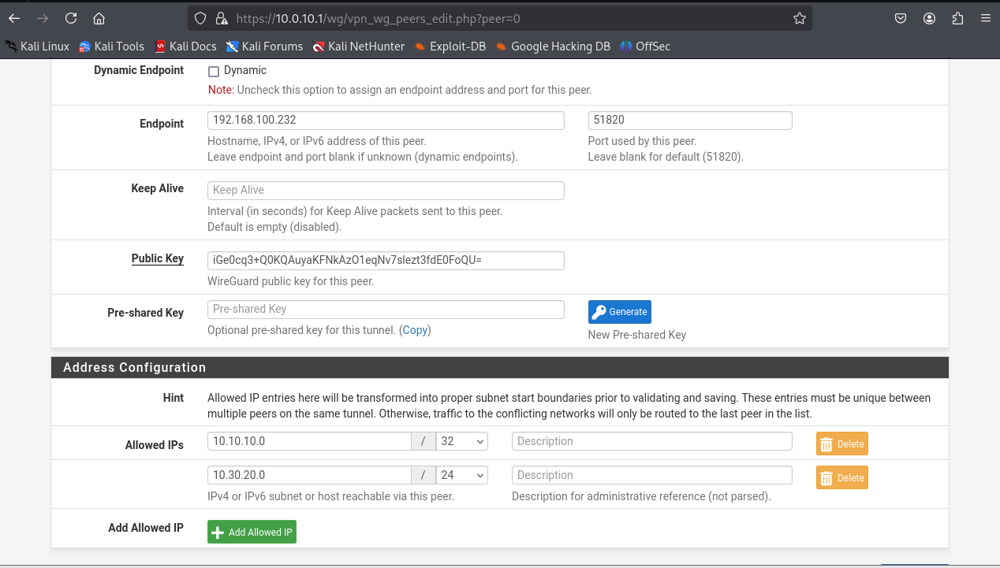 https://10.0.10.1/wg/vpn_wg_peers_edit.php?peer=0
Kali Linux Kali Tools Kali Docs Kali Forums Kali NetHunter Exploit-DB Google Hacking DB OffSec
Dynamic Endpoint Dynamic
Note: Uncheck this option to assign an endpoint address and port for this peer.
Endpoint 192.168.100.232 51820
Hostname, IPv4, or IPv6 address of this peer. Port used by this peer.
Leave endpoint and port blank if unknown (dynamic endpoints). Leave blank for default (51820).
Keep Alive Keep Alive
Interval (in seconds) for Keep Alive packets sent to this peer.
Default is empty (disabled).
Public Key iGe0cq3+Q0KQAuyaKFNkAzO1eqNv7slezt3fdE0FoQU=
WireGuard public key for this peer.
Pre-shared Key Pre-shared Key Generate
Optional pre-shared key for this tunnel. (Copy) New Pre-shared Key
Address Configuration
Hint Allowed IP entries here will be transformed into proper subnet start boundaries prior to validating and saving. These entries must be unique between
multiple peers on the same tunnel. Otherwise, traffic to the conflicting networks will only be routed to the last peer in the list.
Allowed IPs 10.10.10.0 / 32 Description Delete
10.30.20.0 / 24 Description Delete
IPv4 or IPv6 subnet or host reachable via this peer. Description for administrative reference (not parsed).
Add Allowed IP Add Allowed IP